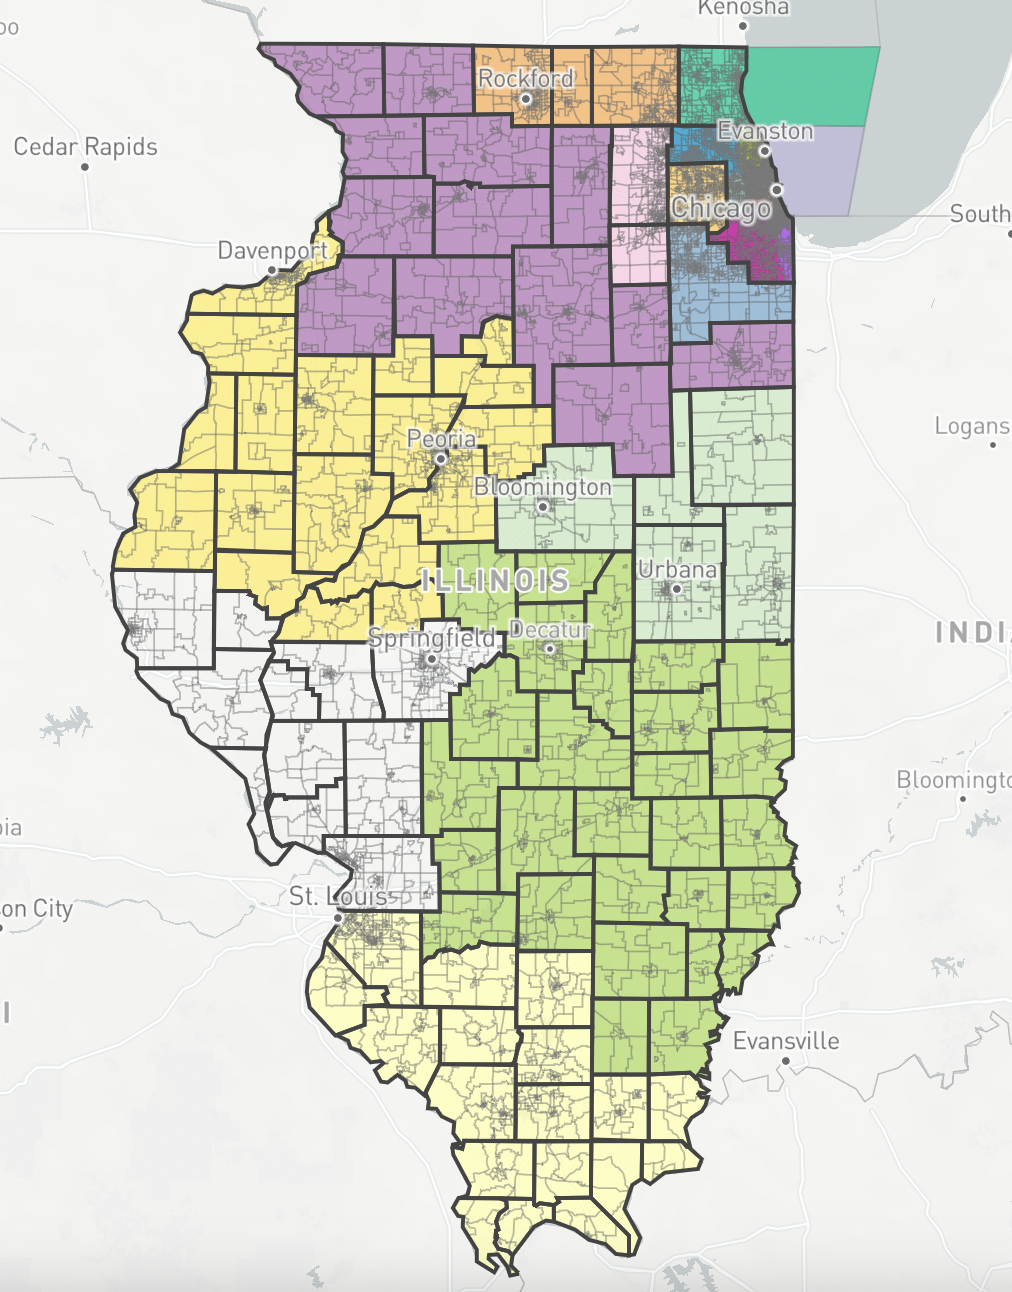 Kenosha
oo
Rockford
Evanston
Cedar Rapids
Chicago
South
Davenport
Logans
Peoria
Bloomington
ILLINOIS
Urbana
Springfield
Decatur
INDI
Bloomingto
ia
St. Louis
on City
I
Evansville